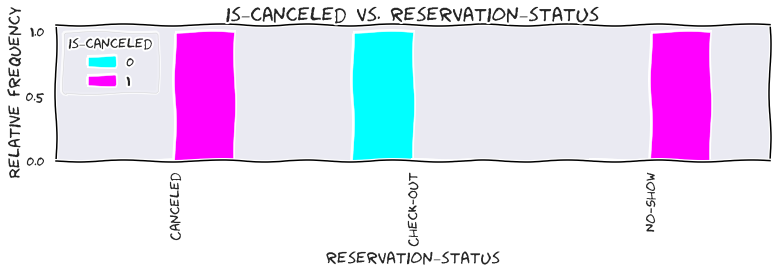 IS-CANCELED VS. RESERVATION-STATUS
RELATIVE FREQUENCY
1.0
0.5
0.0
IS-CANCELED
0
1
CANCELED
CHECK-OUT
NO-SHOW
RESERVATION-STATUS